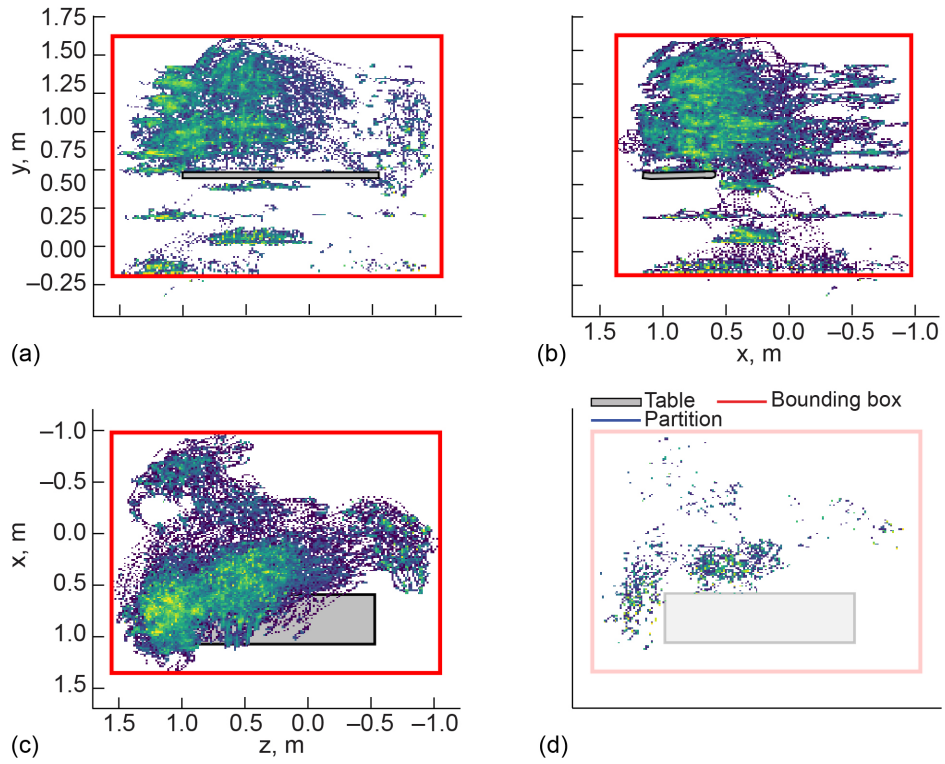 1.75
1.50
1.25
1.00
0.75
0.50
0.25
0.00
−0.25
y, m
(a)
1.5 1.0 0.5 0.0 −0.5 −1.0
x, m
(b)
−1.0
−0.5
0.0
0.5
1.0
1.5
x, m
1.5 1.0 0.5 0.0 −0.5 −1.0
z, m
(c)
Table Bounding box
Partition
(d)